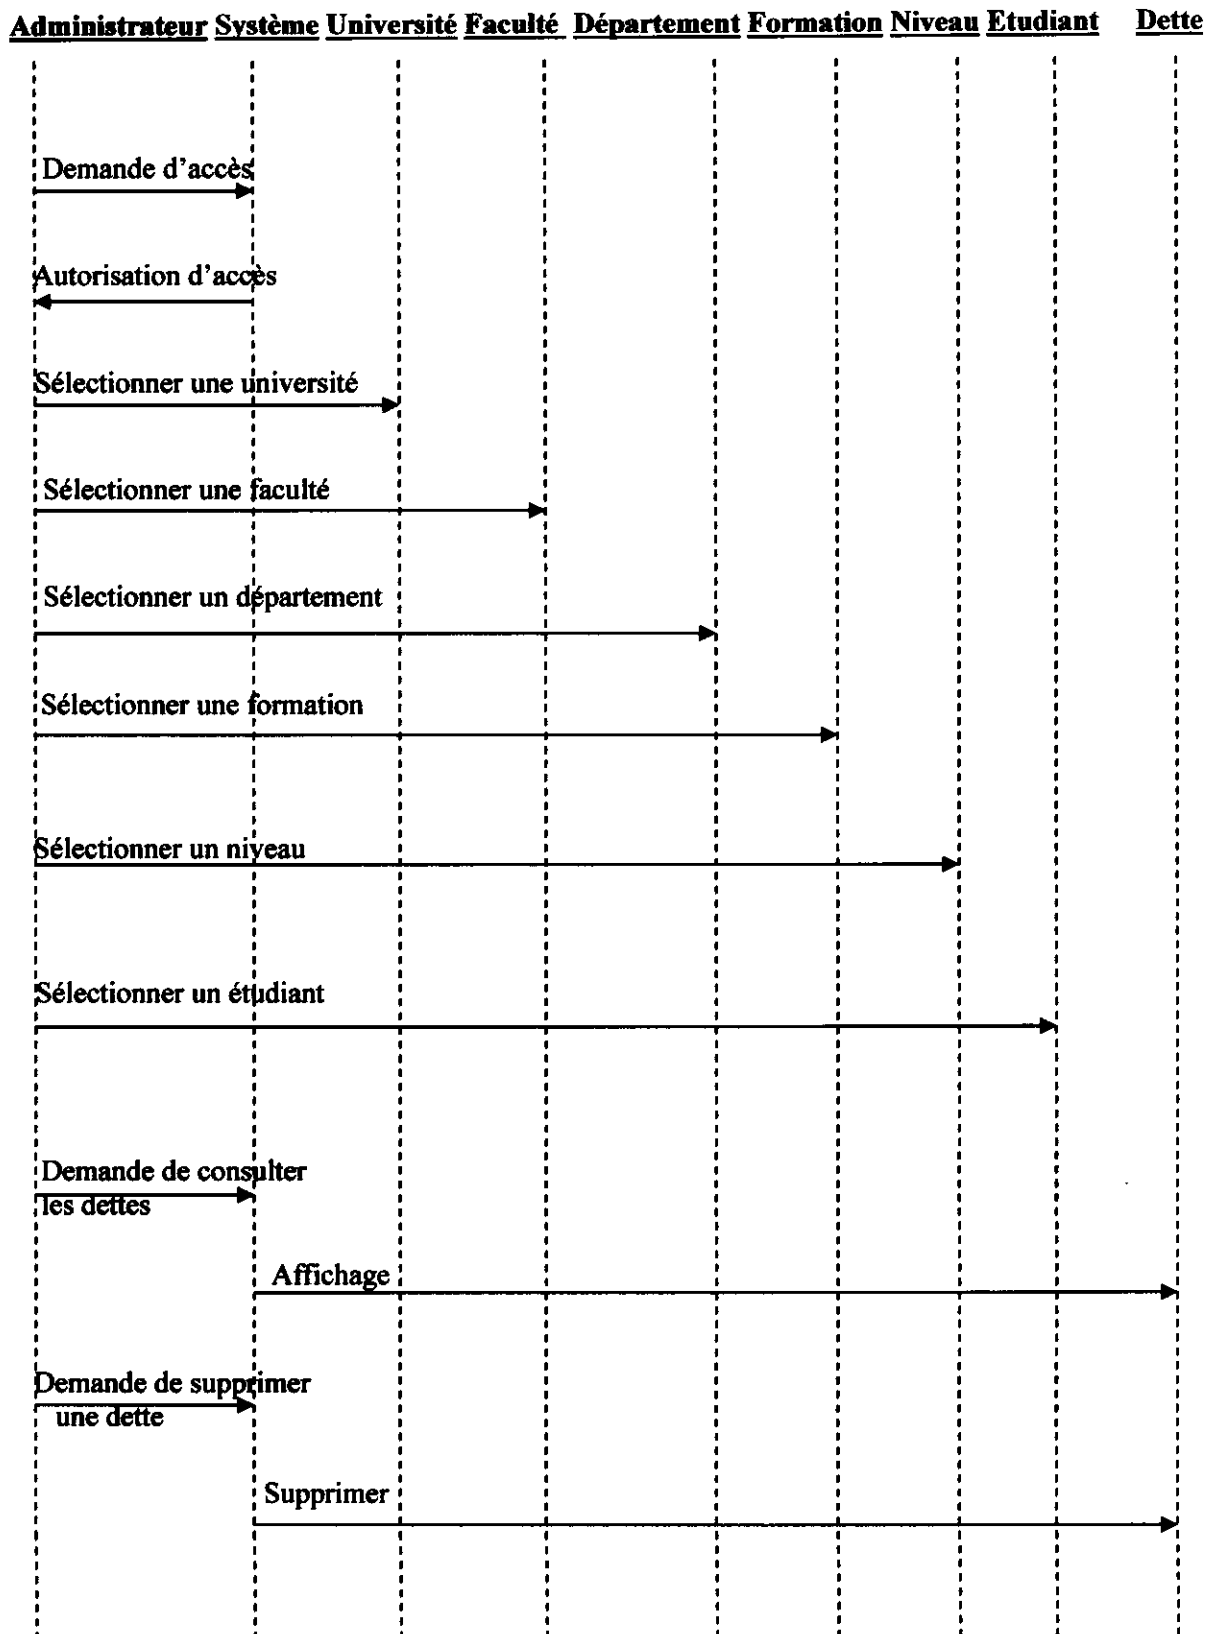 Administrateur Système Université Faculté Département Formation Niveau Etudiant Dette
Demande d'accès
Autorisation d'accès
Sélectionner une université
Sélectionner une faculté
Sélectionner un département
Sélectionner une formation
Sélectionner un niveau
Sélectionner un étudiant
Demande de consulter
les dettes
Affichage
Demande de supprimer
une dette
Supprimer